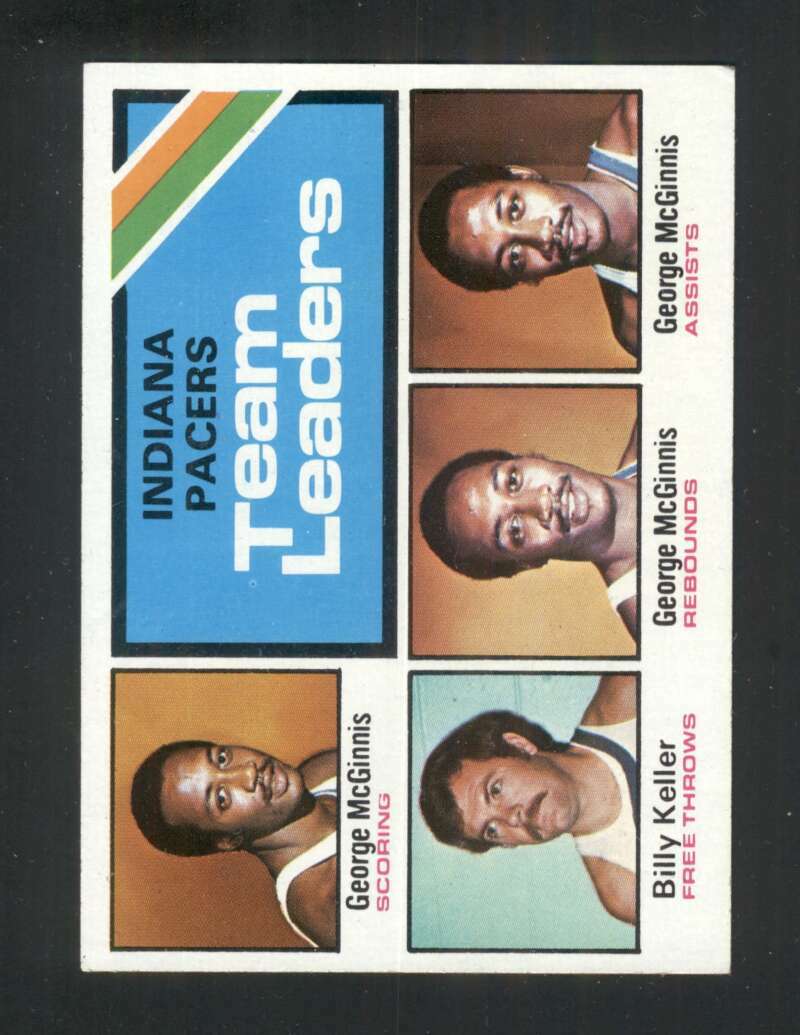 George McGinnis
SCORING
INDIANA
PACERS
Team
Leaders
Billy Keller
FREE THROWS
George McGinnis
REBOUNDS
George McGinnis
ASSISTS